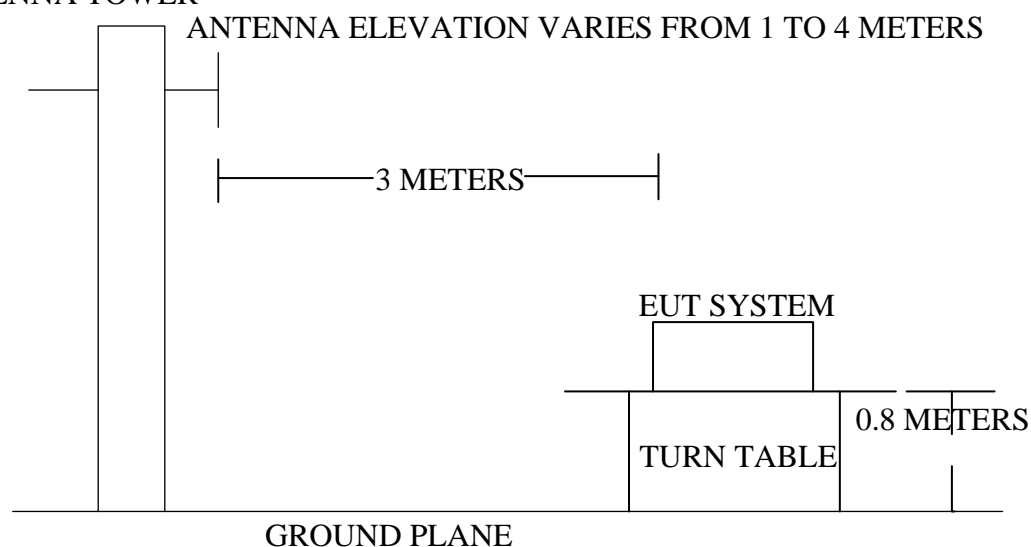 TOWER
ANTENNA ELEVATION VARIES FROM 1 TO 4 METERS
3 METERS
EUT SYSTEM
0.8 METERS
TURN TABLE
GROUND PLANE